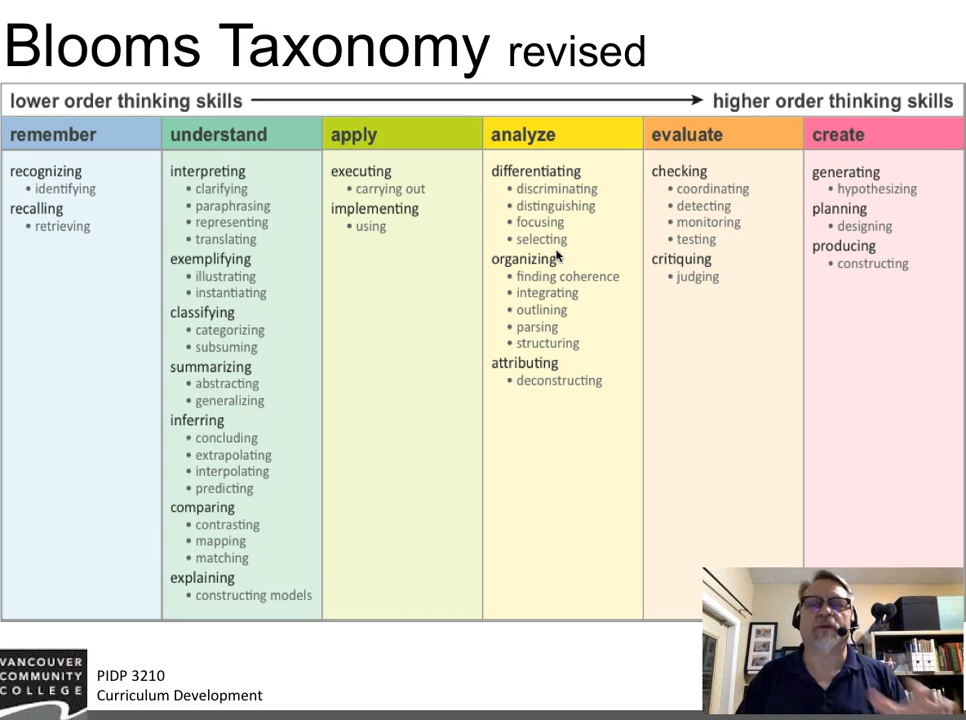 Blooms Taxonomy revised
lower order thinking skills higher order thinking skills
remember
recognizing
• identifying
recalling
• retrieving
understand
interpreting
• clarifying
• paraphrasing
• representing
• translating
exemplifying
• illustrating
• instantiating
classifying
• categorizing
• subsuming
summarizing
• abstracting
• generalizing
inferring
• concluding
• extrapolating
• interpolating
• predicting
comparing
• contrasting
• mapping
• matching
explaining
• constructing models
apply
executing
• carrying out
implementing
• using
analyze
differentiating
• discriminating
• distinguishing
• focusing
• selecting
organizing
• finding coherence
• integrating
• outlining
• parsing
• structuring
attributing
• deconstructing
evaluate
checking
• coordinating
• detecting
• monitoring
• testing
critiquing
• judging
create
generating
• hypothesizing
planning
• designing
producing
• constructing
VANCOUVER
COMMUNITY
COLLEGE
PIDP 3210
Curriculum Development